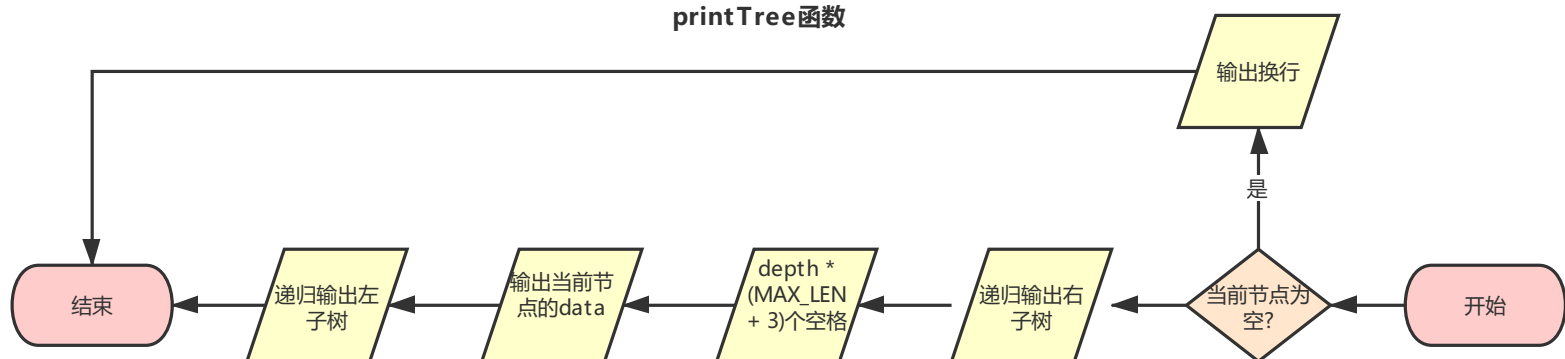 printTree函数
输出换行
是
结束
递归输出左
子树
输出当前节
点的data
depth *
(MAX_LEN
+ 3)个空格
递归输出右
子树
当前节点为
空?
开始